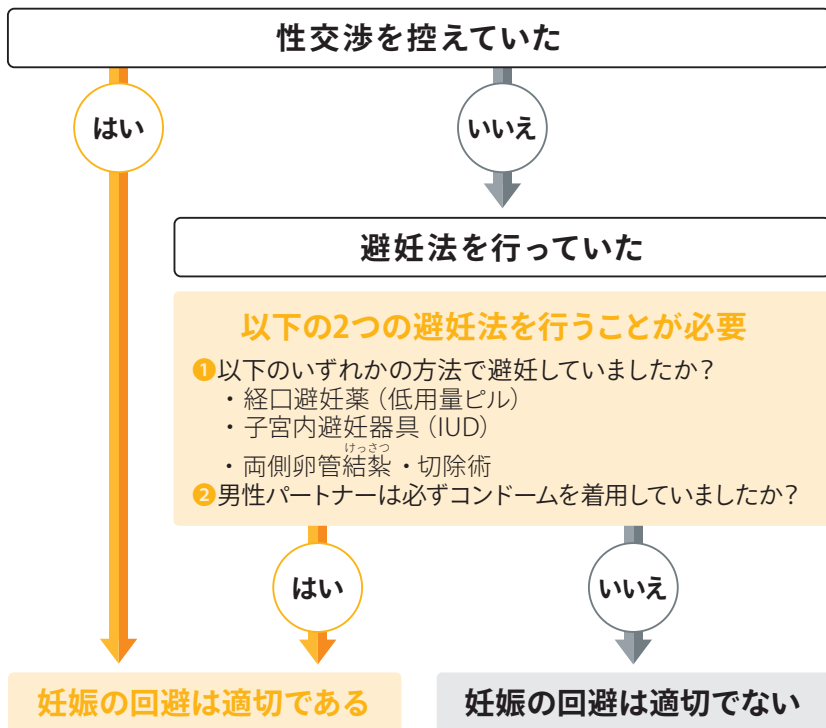 性交渉を控えていた
はい
いいえ
避妊法を行っていた
以下の2つの避妊法を行うことが必要
❶以下のいずれかの方法で避妊していましたか？
・経口避妊薬（低用量ピル）
・子宮内避妊器具（IUD）
けっさつ
・両側卵管結紮・切除術
❷男性パートナーは必ずコンドームを着用していましたか？
はい
いいえ
妊娠の回避は適切である
妊娠の回避は適切でない